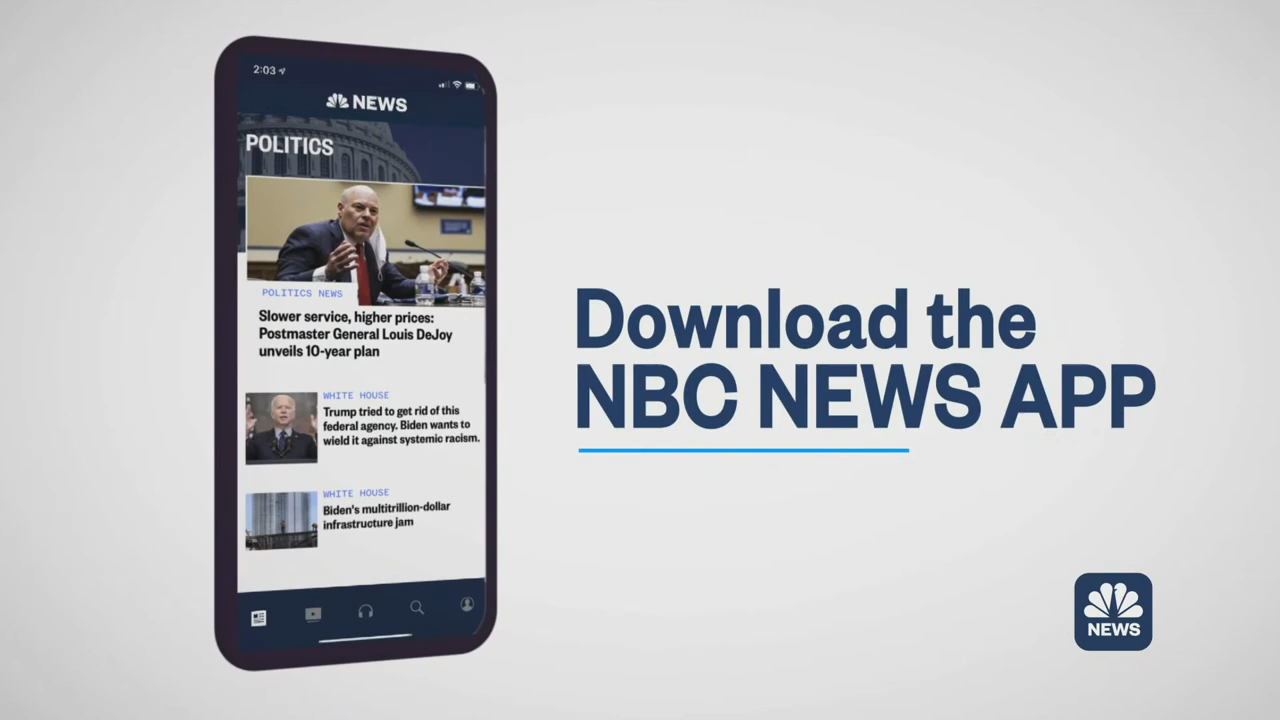 2:03
NEWS
POLITICS
POLITICS NEWS
Slower service, higher prices:
Postmaster General Louis DeJoy
unveils 10-year plan
WHITE HOUSE
Trump tried to get rid of this
federal agency. Biden wants to
wield it against systemic racism.
WHITE HOUSE
Biden's multitrillion-dollar
infrastructure jam
Download the
NBC NEWS APP
NEWS